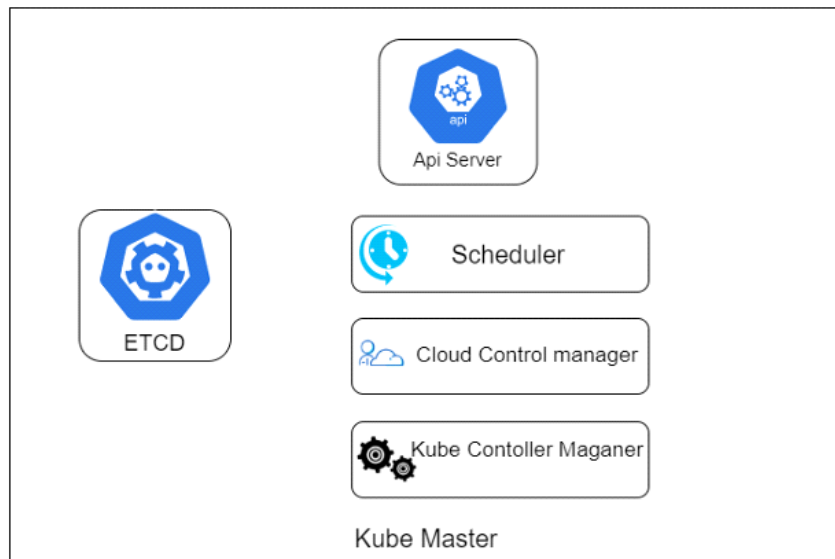 api
Api Server
ETCD
Scheduler
Cloud Control manager
Kube Contoller Maganer
Kube Master